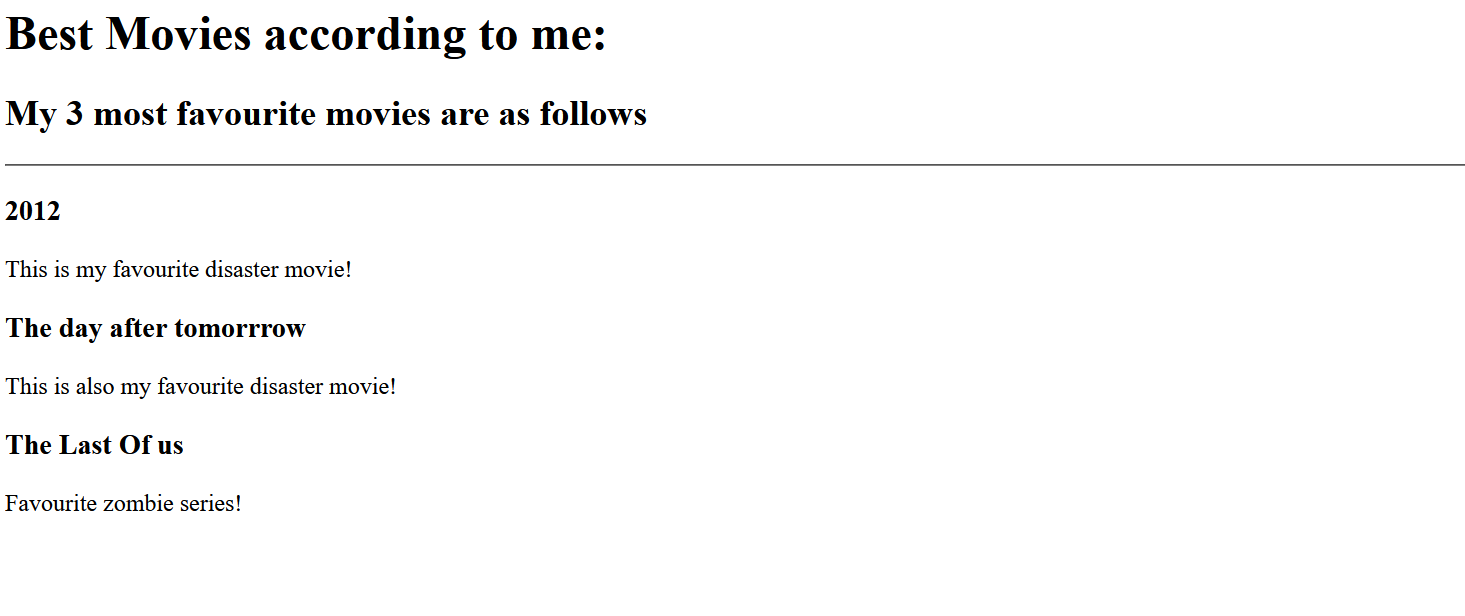 Best Movies according to me:
My 3 most favourite movies are as follows
2012
This is my favourite disaster movie!
The day after tomorrrow
This is also my favourite disaster movie!
The Last Of us
Favourite zombie series!